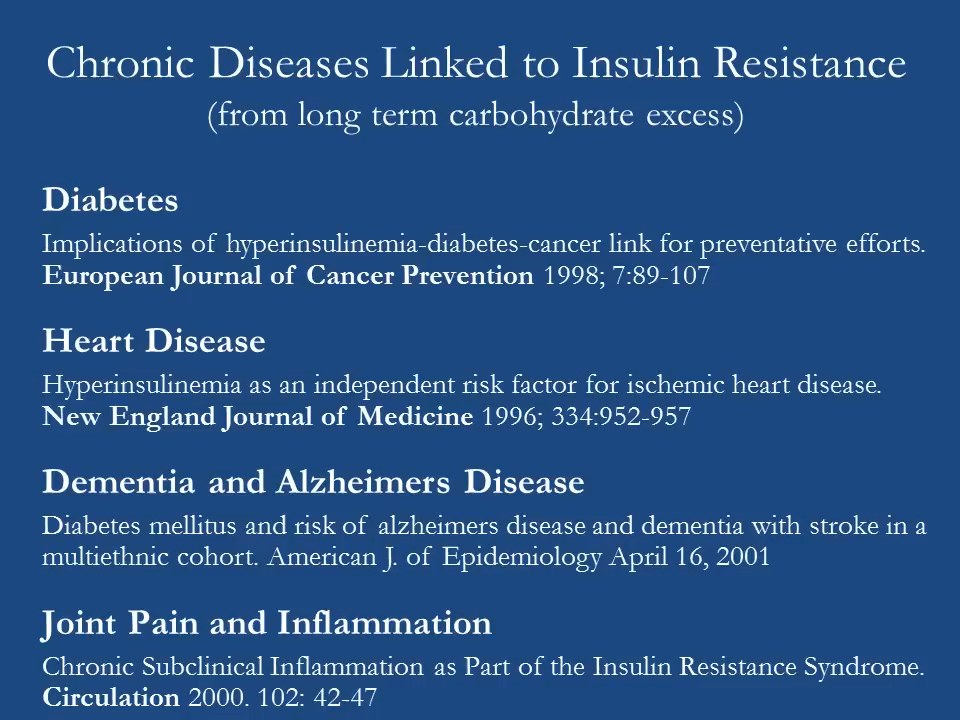 Chronic Diseases Linked to Insulin Resistance
(from long term carbohydrate excess)
Diabetes
Implications of hyperinsulinemia-diabetes-cancer link for preventative efforts.
European Journal of Cancer Prevention 1998; 7:89-107
Heart Disease
Hyperinsulinemia as an independent risk factor for ischemic heart disease.
New England Journal of Medicine 1996; 334:952-957
Dementia and Alzheimers Disease
Diabetes mellitus and risk of alzheimers disease and dementia with stroke in a
multiethnic cohort. American J. of Epidemiology April 16, 2001
Joint Pain and Inflammation
Chronic Subclinical Inflammation as Part of the Insulin Resistance Syndrome.
Circulation 2000. 102: 42-47